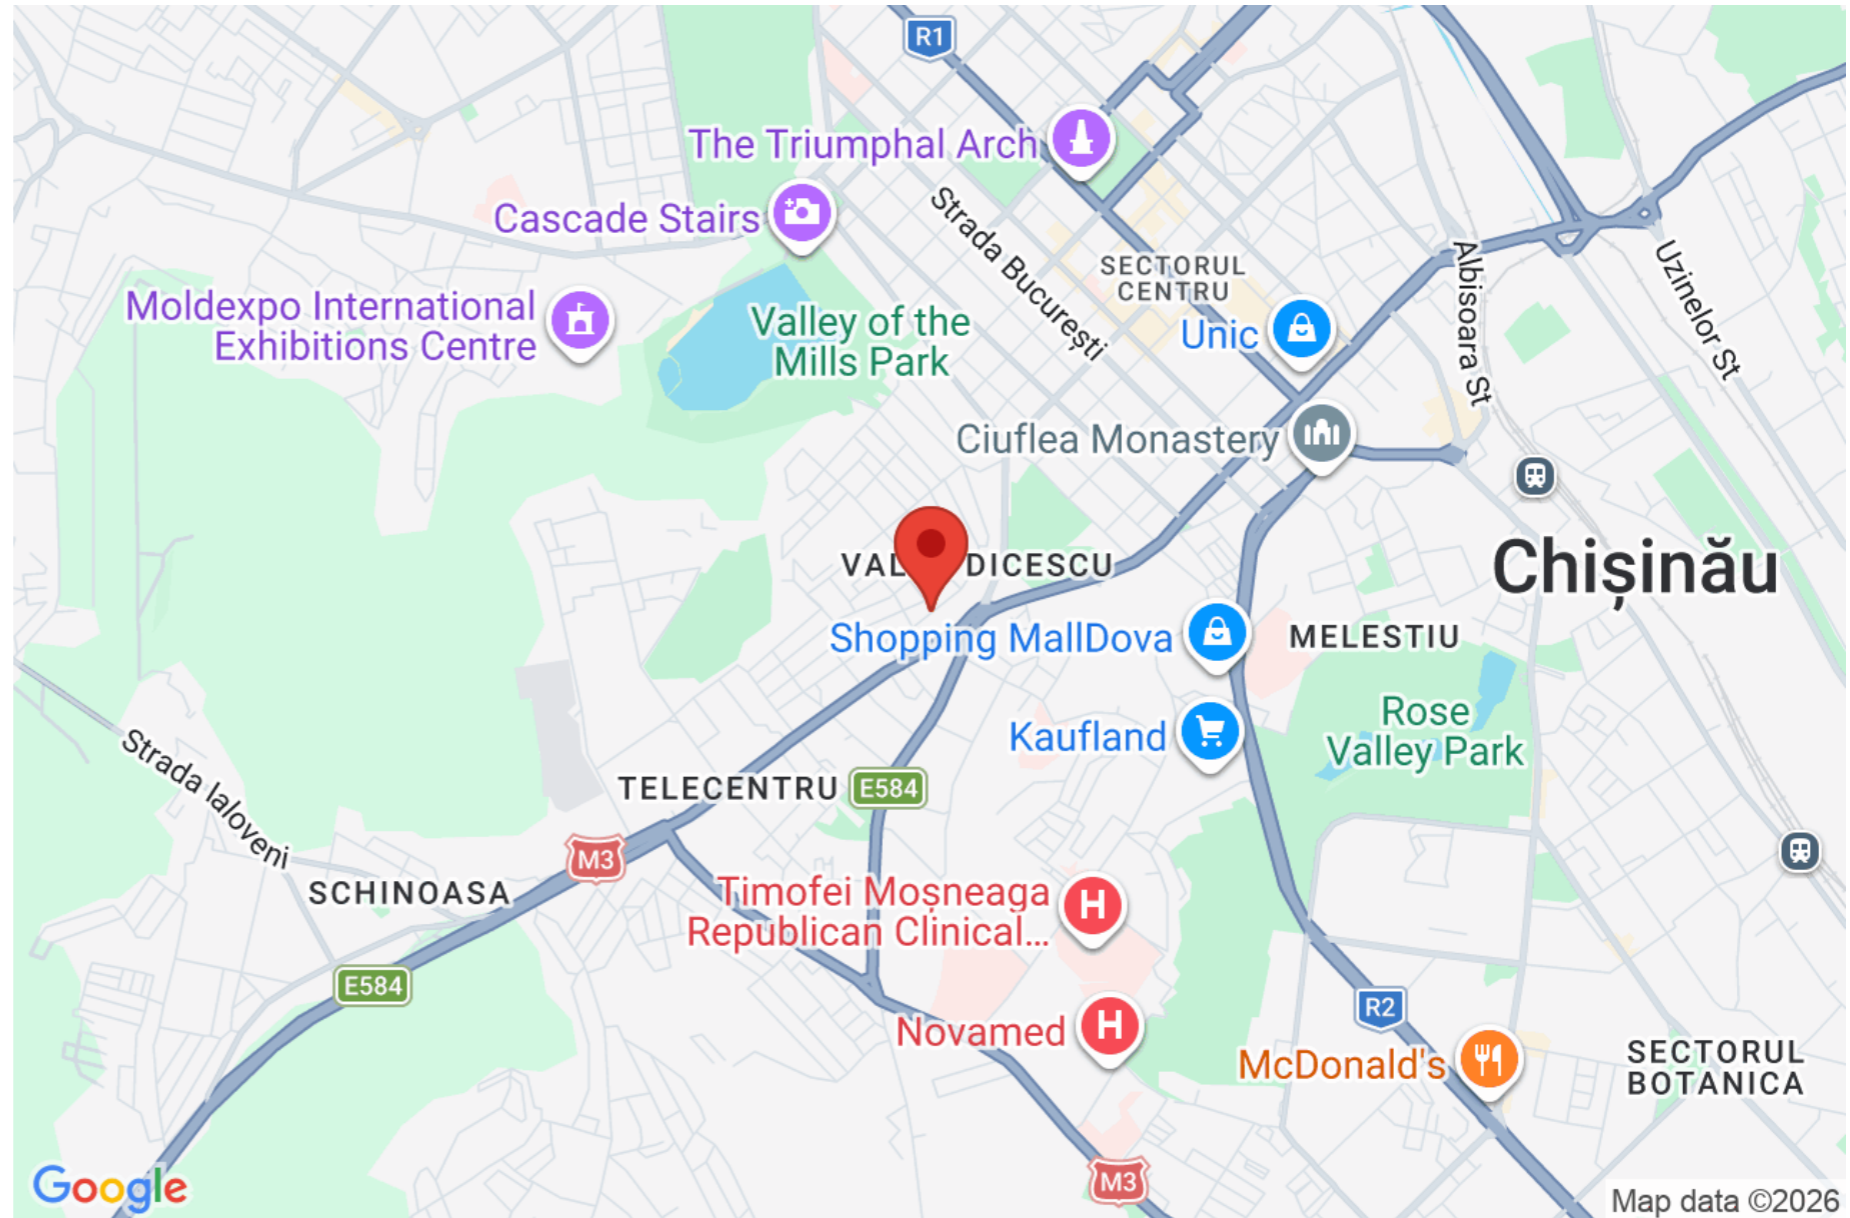 R1
The Triumphal Arch
Cascade Stairs
Strada București
SECTORUL
CENTRU
Albisoara St
Uzinelor St
Moldexpo International
Exhibitions Centre
Valley of the
Mills Park
Unic
Ciuflea Monastery
Chișinău
DICESCU
Shopping MallDova
MELESTIU
Kaufland
Rose
Valley Park
Strada Ialoveni
TELECENTRU
E584
M3
SCHINOASA
Timofei Moșneaga
Republican Clinical...
H
E584
R2
Novamed
H
McDonald's
SECTORUL
BOTANICA
M3
Google
Map data ©2026